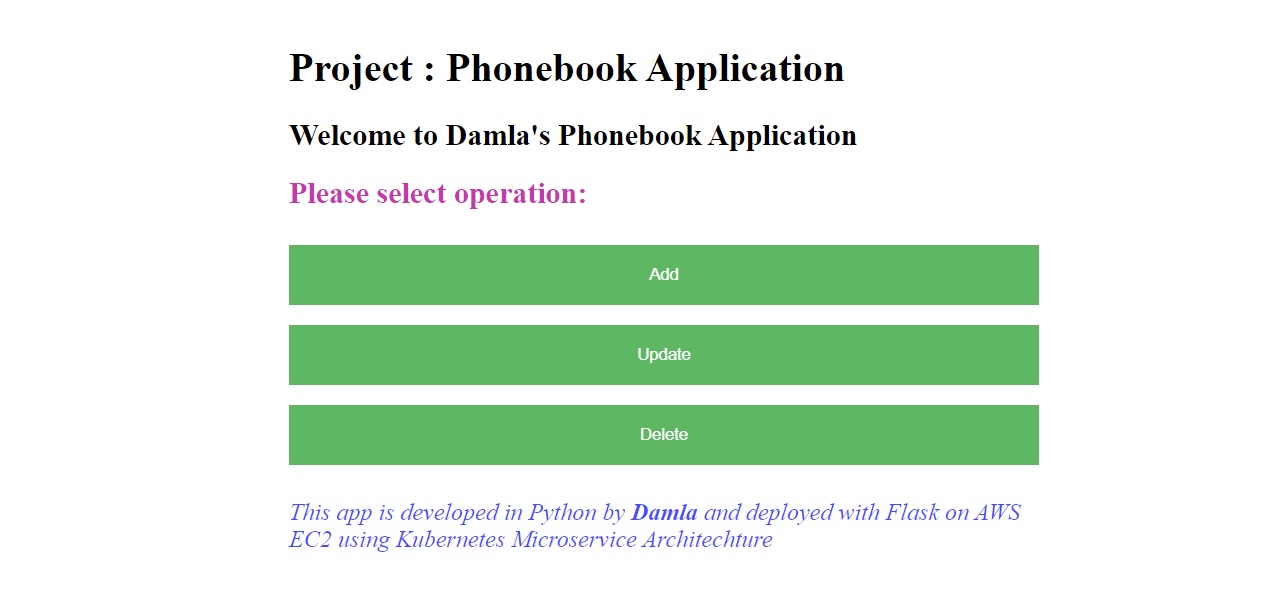 Project : Phonebook Application
Welcome to Damla's Phonebook Application
Please select operation:
Add
Update
Delete
This app is developed in Python by Damla and deployed with Flask on AWS
EC2 using Kubernetes Microservice Architechture